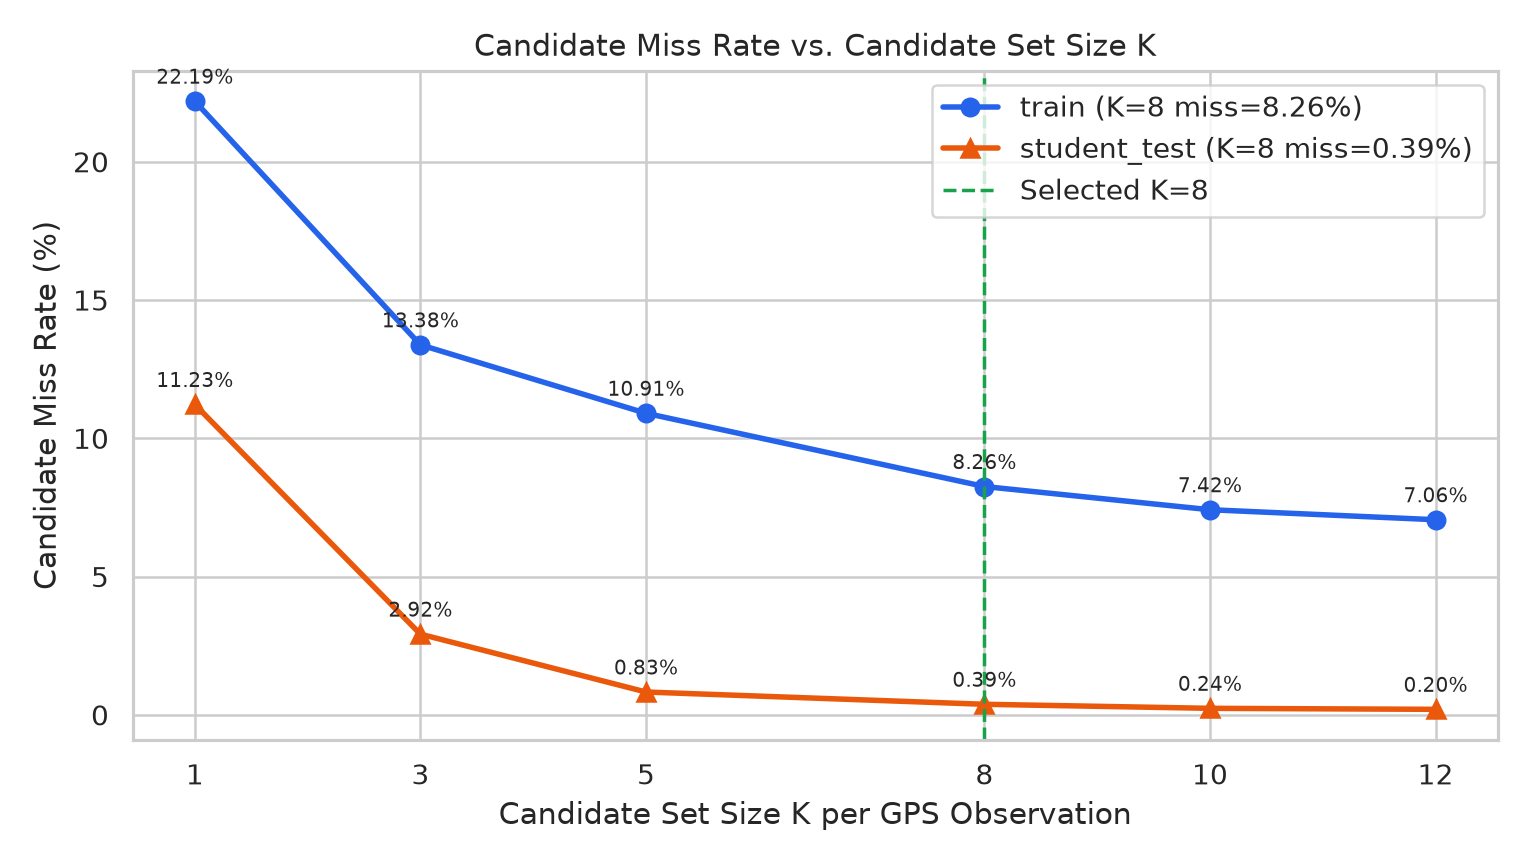 Candidate Miss Rate vs. Candidate Set Size K
22.19%
train (K=8 miss=8.26%)
student_test (K=8 miss=0.39%)
Selected K=8
20
15
10
5
0
Candidate Miss Rate (%)
13.38%
10.91%
8.26%
7.42%
7.06%
11.23%
2.92%
0.83%
0.39%
0.24%
0.20%
1 3 5 8 10 12
Candidate Set Size K per GPS Observation